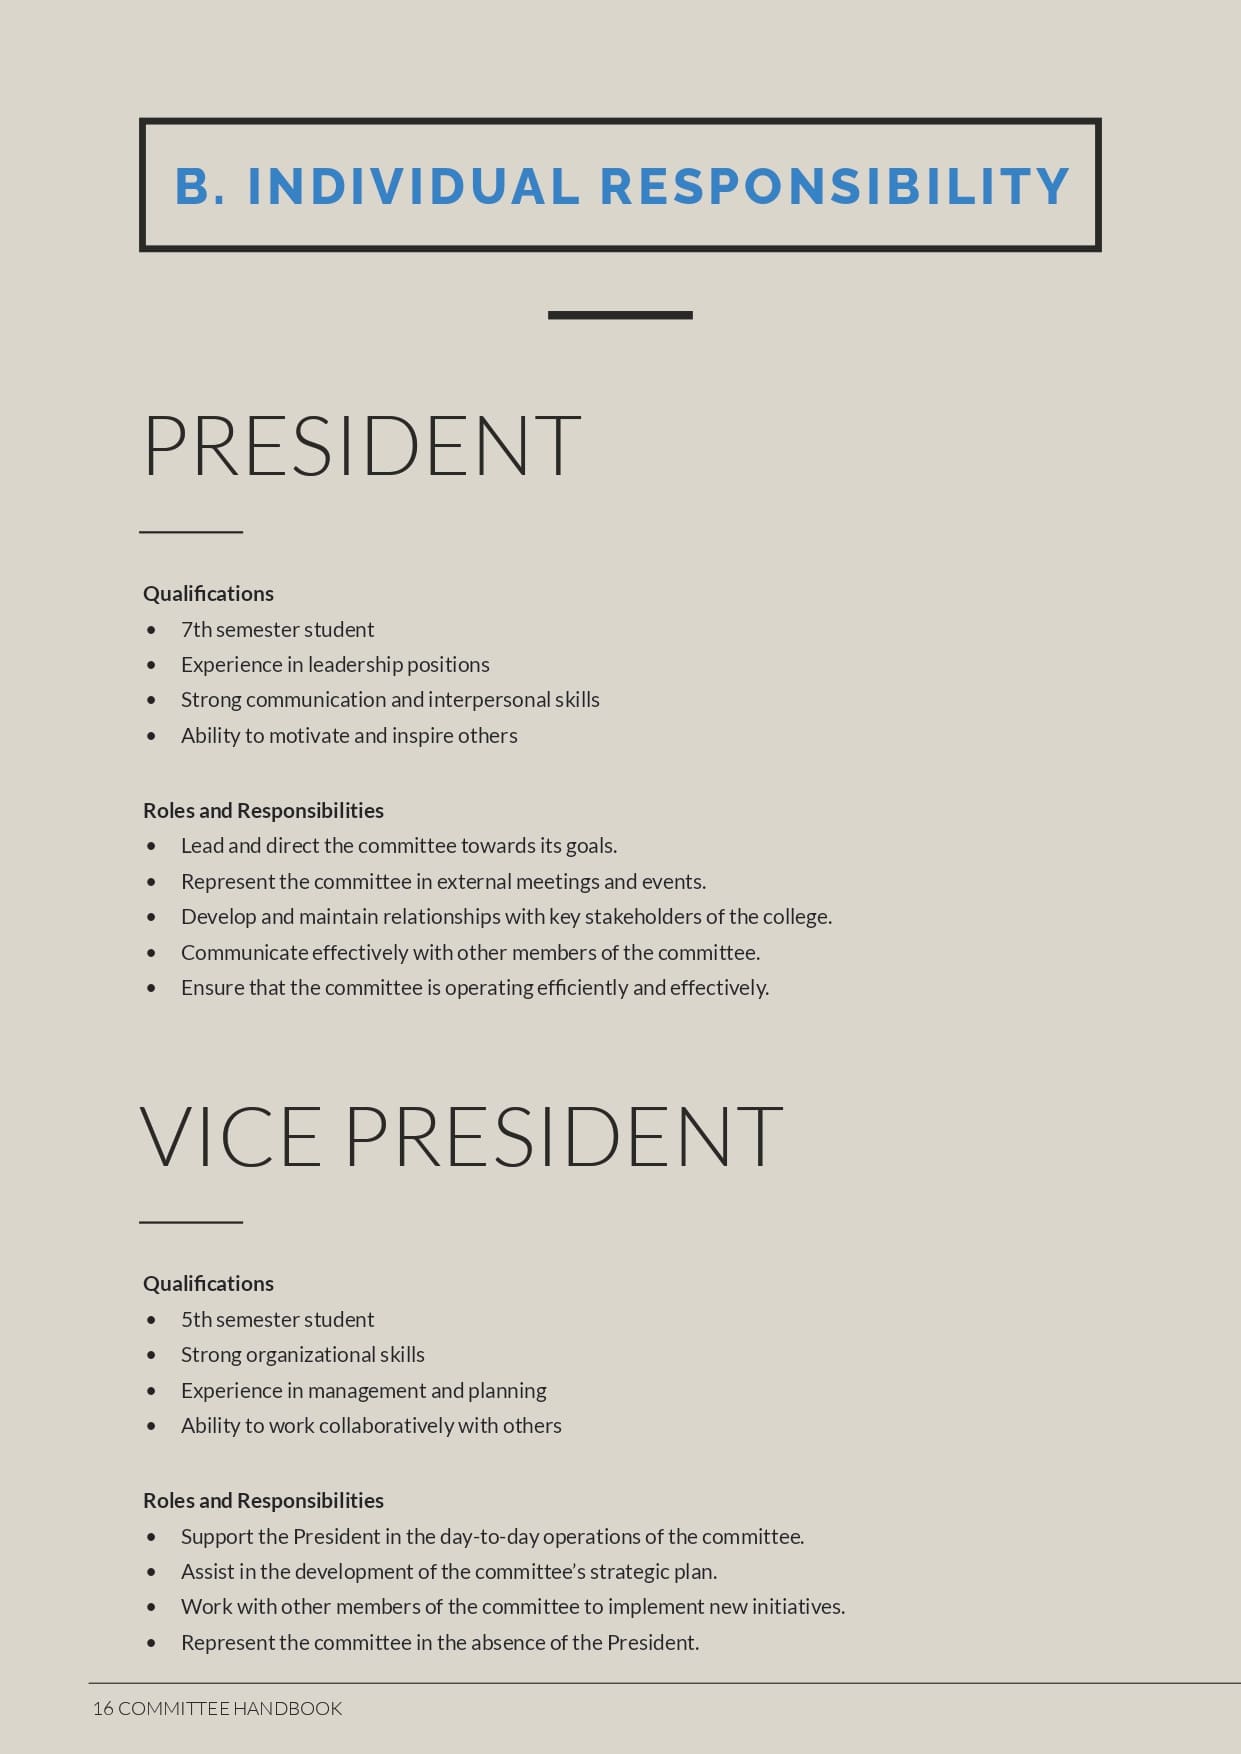 B. INDIVIDUAL RESPONSIBILITY
PRESIDENT
Qualifications
• 7th semester student
• Experience in leadership positions
• Strong communication and interpersonal skills
• Ability to motivate and inspire others
Roles and Responsibilities
• Lead and direct the committee towards its goals.
• Represent the committee in external meetings and events.
• Develop and maintain relationships with key stakeholders of the college.
• Communicate effectively with other members of the committee.
• Ensure that the committee is operating efficiently and effectively.
VICE PRESIDENT
Qualifications
• 5th semester student
• Strong organizational skills
• Experience in management and planning
• Ability to work collaboratively with others
Roles and Responsibilities
• Support the President in the day-to-day operations of the committee.
• Assist in the development of the committee’s strategic plan.
• Work with other members of the committee to implement new initiatives.
• Represent the committee in the absence of the President.
16 COMMITTEE HANDBOOK